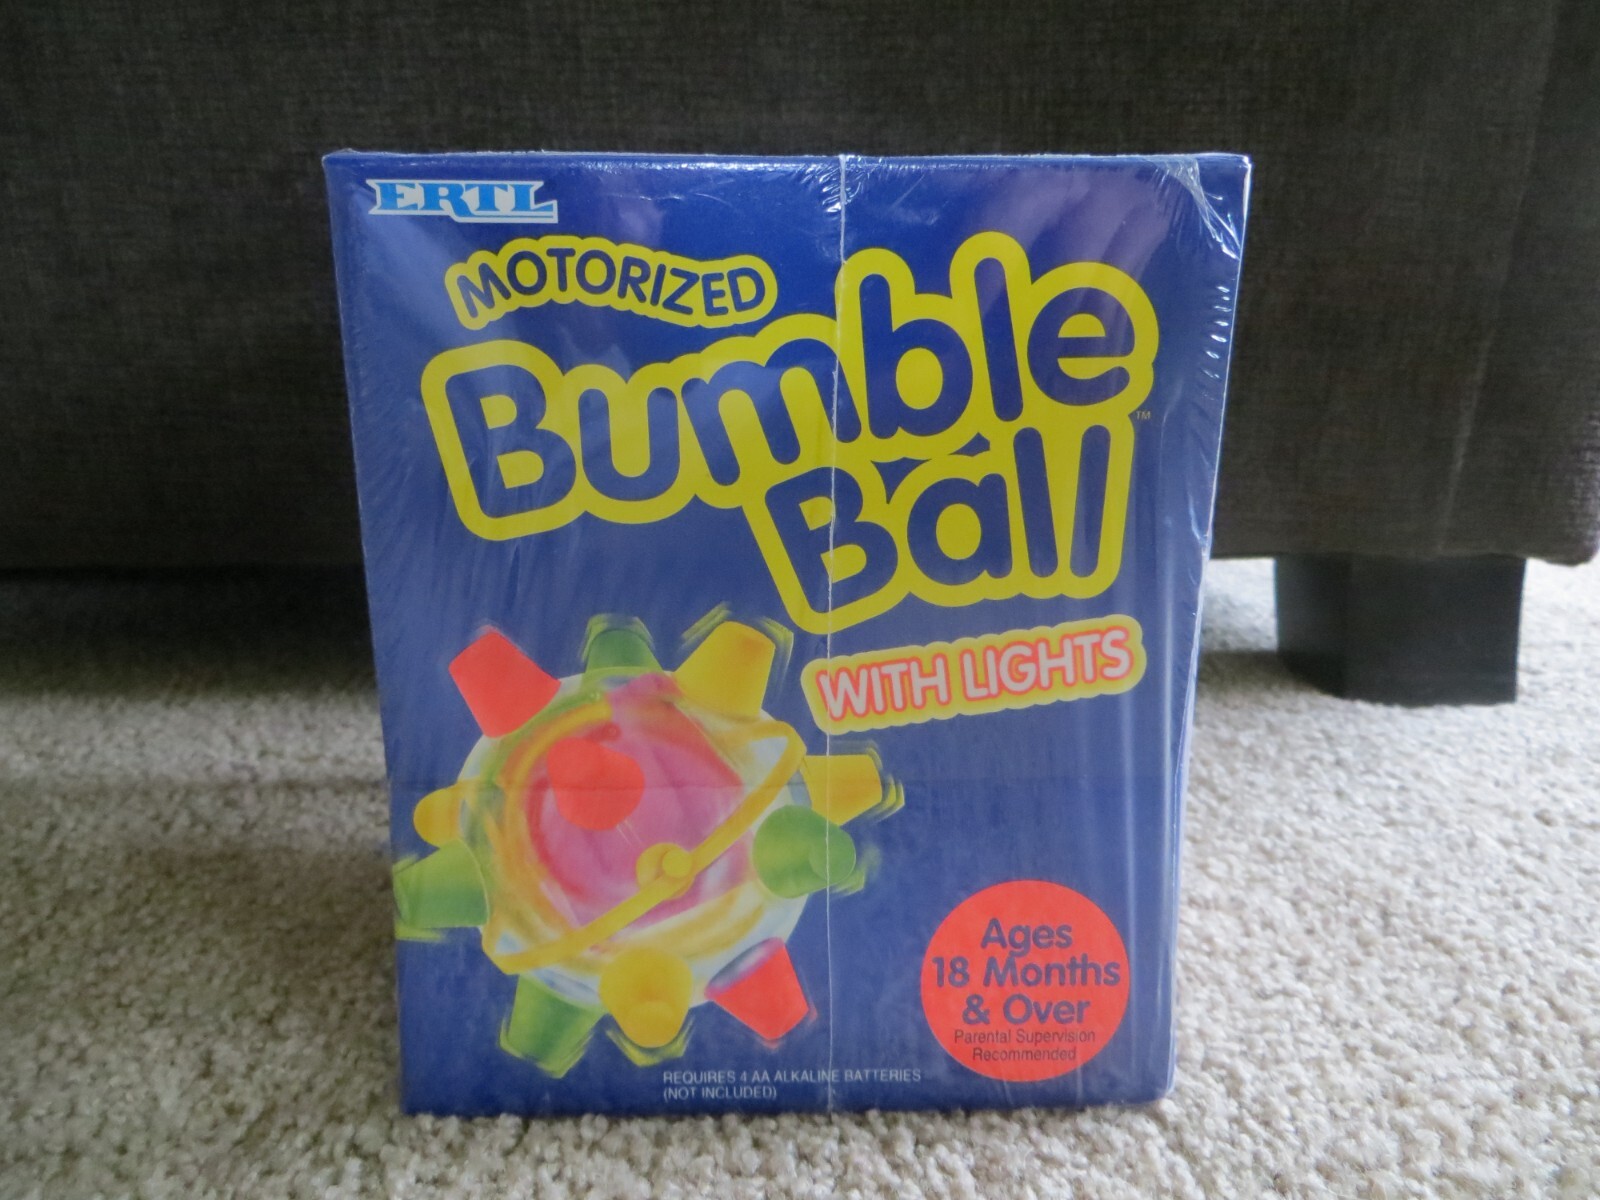 ERTL
MOTORIZED
Bumble
Ball
TM
WITH LIGHTS
Ages
18 Months
& Over
Parental Supervision
Recommended
REQUIRES 4 AA ALKALINE BATTERIES
(NOT INCLUDED)